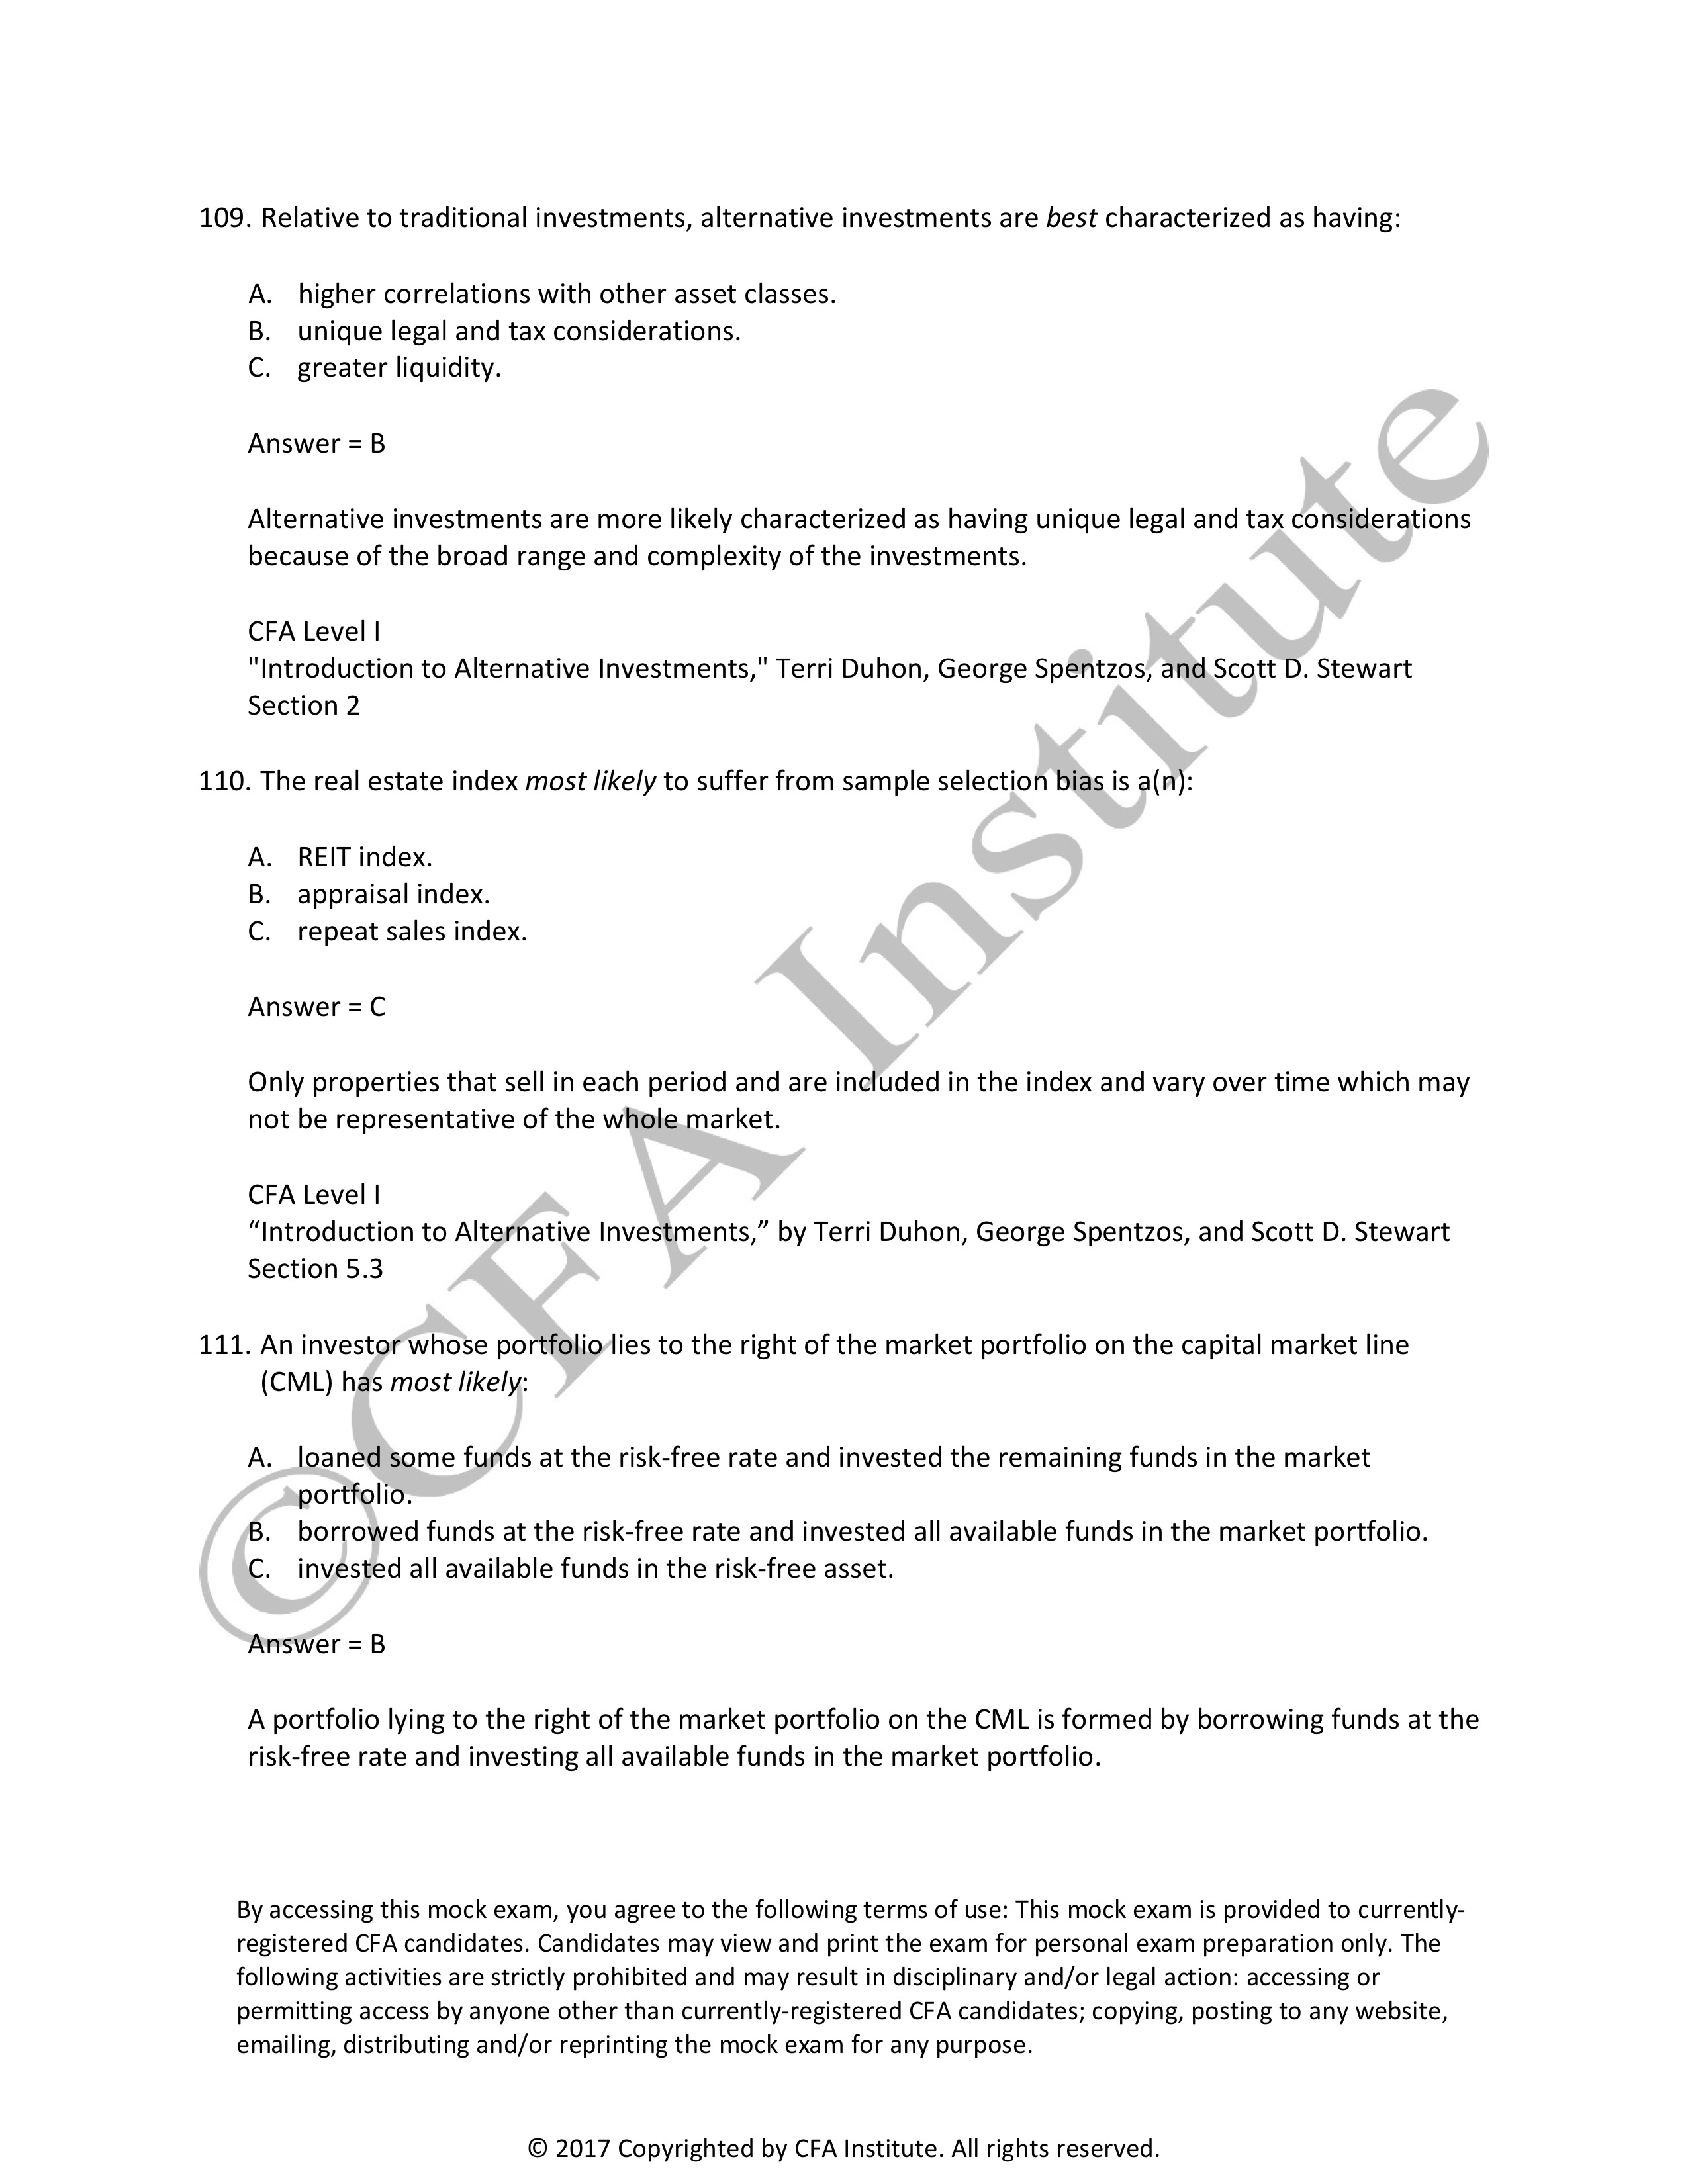 109. Relative to traditional investments, alternative investments are best characterized as having:
A. higher correlations with other asset classes.
B. unique legal and tax considerations.
C. greater liquidity.
Answer = B
Alternative investments are more likely characterized as having unique legal and tax considerations
because of the broad range and complexity of the investments.
CFA Level I
"Introduction to Alternative Investments," Terri Duhon, George Spentzos, and Scott D. Stewart
Section 2
110. The real estate index most likely to suffer from sample selection bias is a(n):
A. REIT index.
B. appraisal index.
C. repeat sales index.
Answer = C
Only properties that sell in each period and are included in the index and vary over time which may
not be representative of the whole market.
CFA Level I
“Introduction to Alternative Investments,” by Terri Duhon, George Spentzos, and Scott D. Stewart
Section 5.3
111. An investor whose portfolio lies to the right of the market portfolio on the capital market line
(CML) has most likely:
A. loaned some funds at the risk-free rate and invested the remaining funds in the market
portfolio.
B. borrowed funds at the risk-free rate and invested all available funds in the market portfolio.
C. invested all available funds in the risk-free asset.
Answer = B
A portfolio lying to the right of the market portfolio on the CML is formed by borrowing funds at the
risk-free rate and investing all available funds in the market portfolio.
By accessing this mock exam, you agree to the following terms of use: This mock exam is provided to currently-
registered CFA candidates. Candidates may view and print the exam for personal exam preparation only. The
following activities are strictly prohibited and may result in disciplinary and/or legal action: accessing or
permitting access by anyone other than currently-registered CFA candidates; copying, posting to any website,
emailing, distributing and/or reprinting the mock exam for any purpose.
© 2017 Copyrighted by CFA Institute. All rights reserved.
©CFA Institute